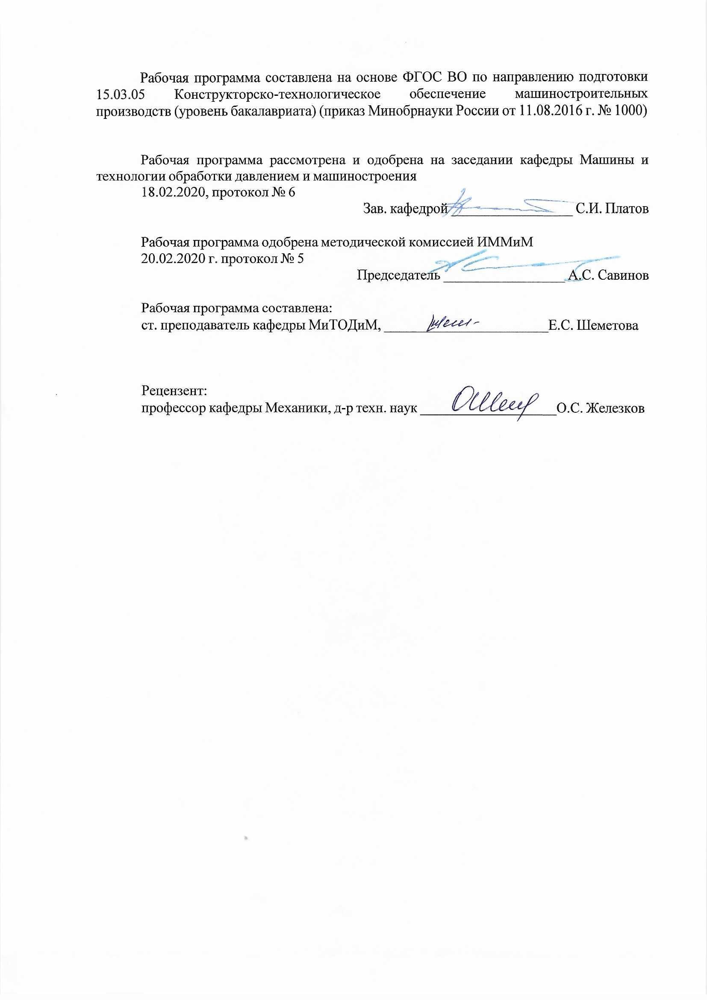 Рабочая программа составлена на основе ФГОС ВО по направлению подготовки
15.03.05 Конструкторско-технологическое обеспечение машиностроительных
производств (уровень бакалавриата) (приказ Минобрнауки России от 11.08.2016 г. № 1000)
Рабочая программа рассмотрена и одобрена на заседании кафедры Машины и
технологии обработки давлением и машиностроения
18.02.2020, протокол № 6
Зав. кафедрой С.И. Платов
Рабочая программа одобрена методической комиссией ИММиМ
20.02.2020 г. протокол № 5
Председатель А.С. Савинов
Рабочая программа составлена:
ст. преподаватель кафедры МиТОДиМ, Е.С. Шеметова
Рецензент:
профессор кафедры Механики, д-р техн. наук О.С. Железков